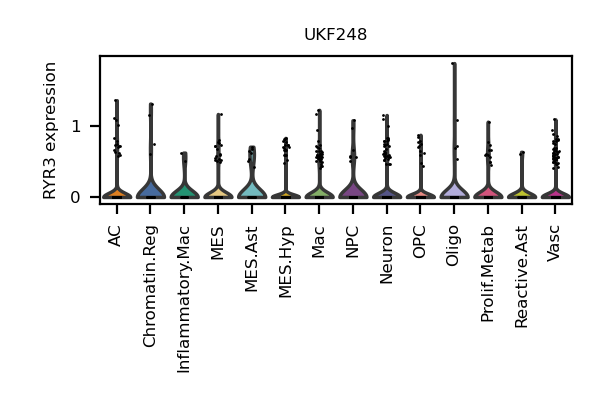 UKF248
RYR3 expression
1
0
AC
Chromatin.Reg
Inflammatory.Mac
MES
MES.Ast
MES.Hyp
Mac
NPC
Neuron
OPC
Oligo
Prolif.Metab
Reactive.Ast
Vasc